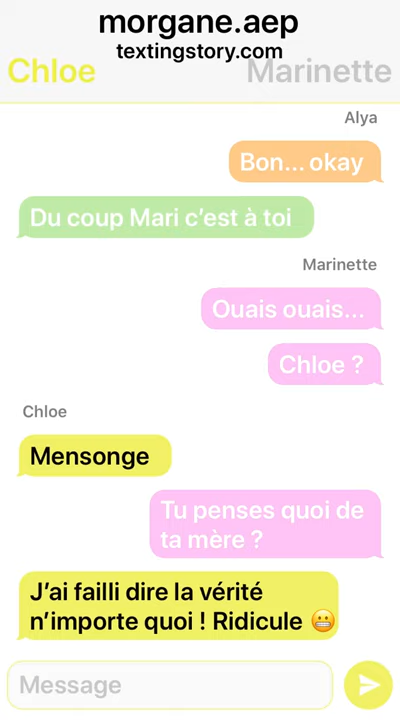 morgane.aep
textingstory.com
Chloe
Marinette
Alya
Bon... okay
Du coup Mari c’est à toi
Marinette
Ouais ouais...
Chloe ?
Chloe
Mensonge
Tu penses quoi de
ta mère ?
J’ai failli dire la vérité
n’importe quoi ! Ridicule 😬
Message